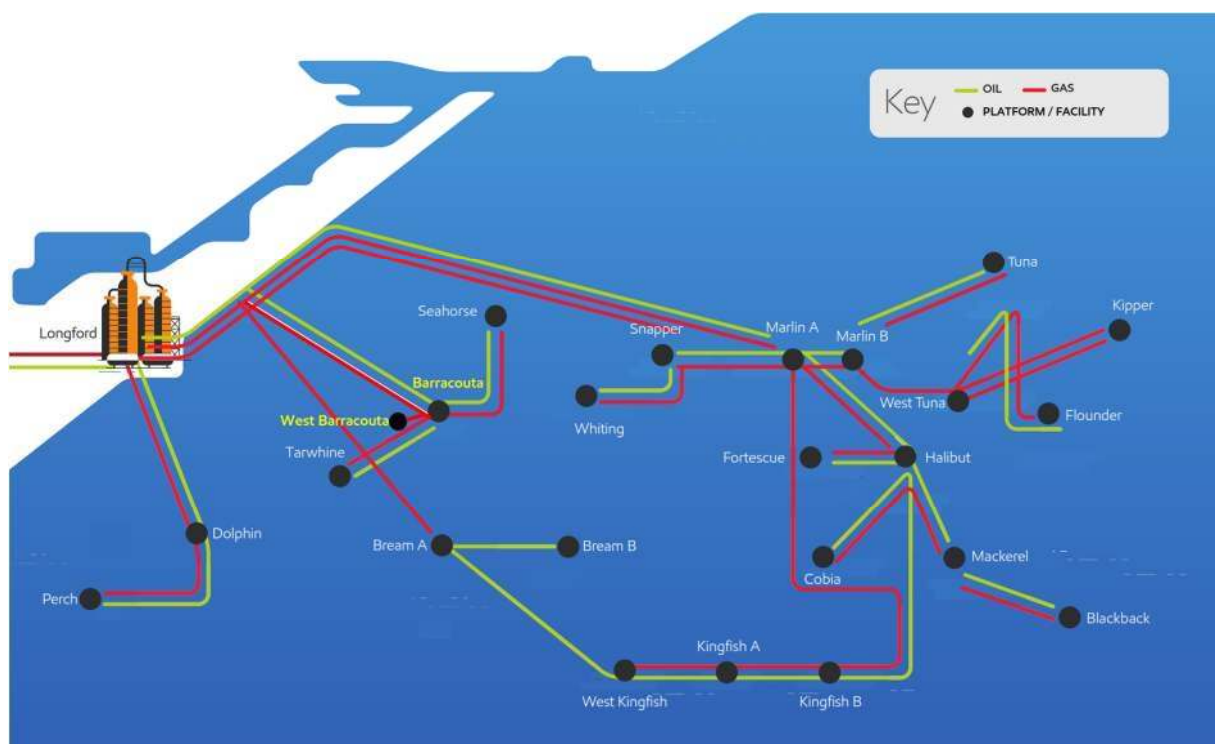 Key
OIL
GAS
PLATFORM / FACILITY
Tuna
Kipper
Seahorse
Longford
Snapper
Marlin A
Marlin B
Barracouta
West Barracouta
West Tuna
Flounder
Whiting
Tarwhine
Fortescue
Halibut
Dolphin
Bream A
Bream B
Cobia
Mackerel
Perch
Blackback
Kingfish A
West Kingfish
Kingfish B